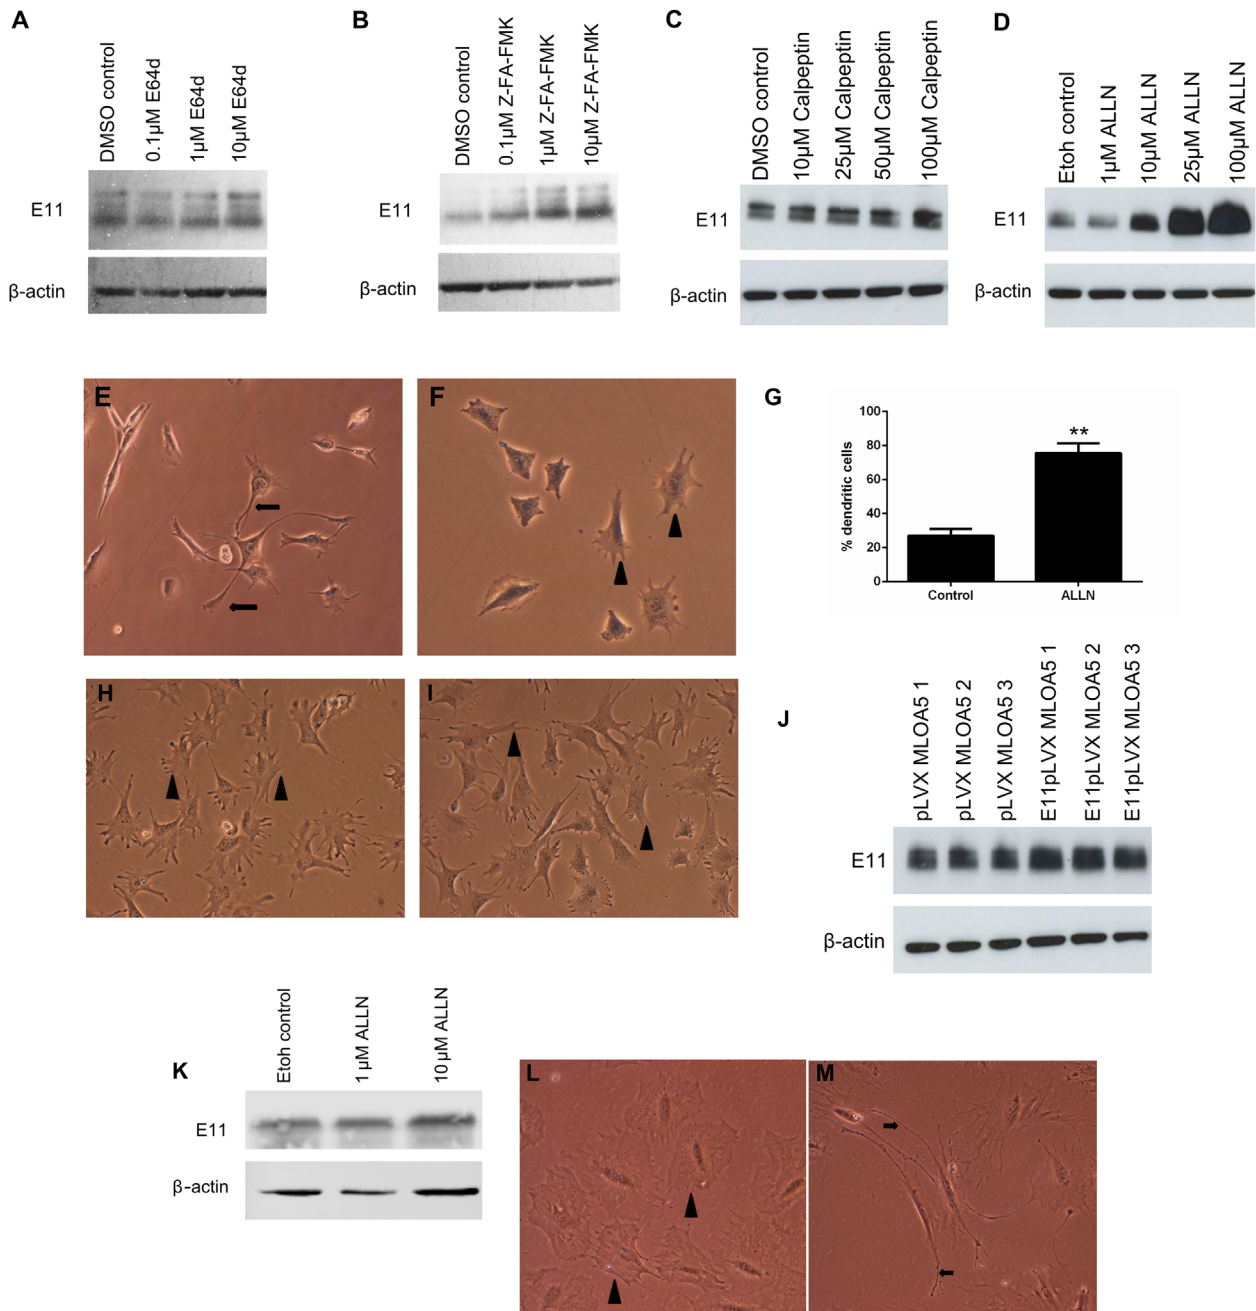 A
DMSO control
0.1µM E64d
1µM E64d
10µM E64d
E11
β-actin
B
DMSO control
0.1µM Z-FA-FMK
1µM Z-FA-FMK
10µM Z-FA-FMK
E11
β-actin
C
DMSO control
10µM Calpeptin
25µM Calpeptin
50µM Calpeptin
100µM Calpeptin
E11
β-actin
D
Etoh control
1µM ALLN
10µM ALLN
25µM ALLN
100µM ALLN
E11
β-actin
E
F
G
% dendritic cells
100
80
60
40
20
0
**
Control
ALLN
H
I
J
pLVX MLOA5 1
pLVX MLOA5 2
pLVX MLOA5 3
E11pLVX MLOA5 1
E11pLVX MLOA5 2
E11pLVX MLOA5 3
E11
β-actin
K
Etoh control
1 µM ALLN
10 µM ALLN
E11
β-actin
L
M